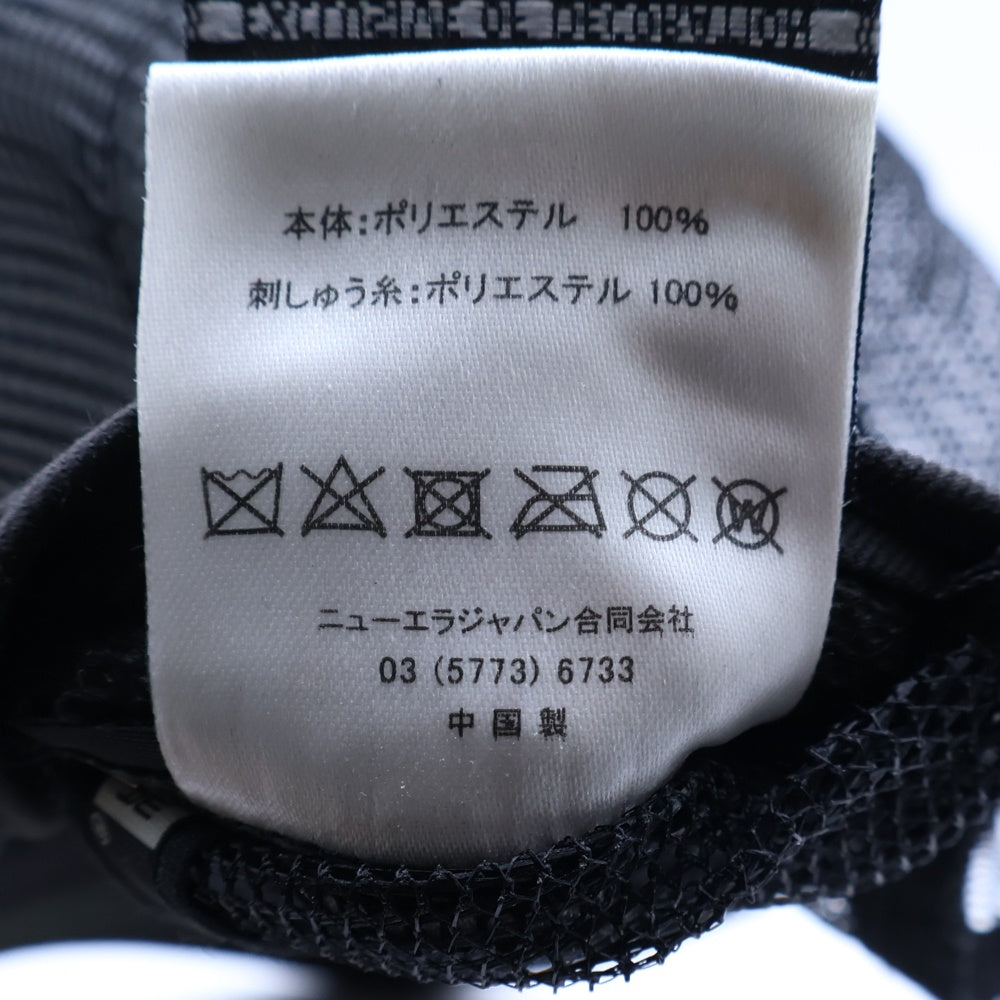 本体:ポリエステル 100%
刺しゅう糸:ポリエステル 100%
W
ニューエラジャパン合同会社
03 (5773) 6733
中国製